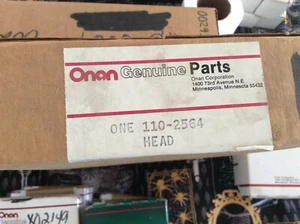 Onan Genuine Parts
Onan Corporation
1400 73rd Avenue N.E.
Minneapolis, Minnesota 55432
ONE 110-2564
HEAD
Onan